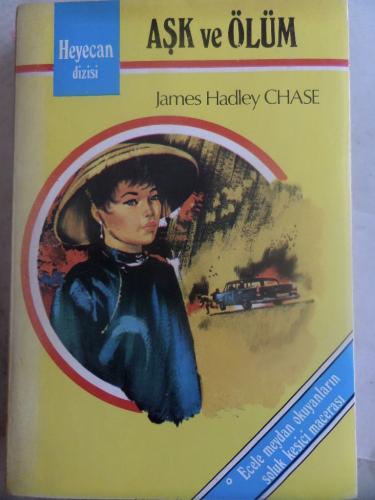 Heyecan
dizisi
AŞK ve ÖLÜM
James Hadley CHASE
° Ecele meydan okuyanların
soluk kesici macerası